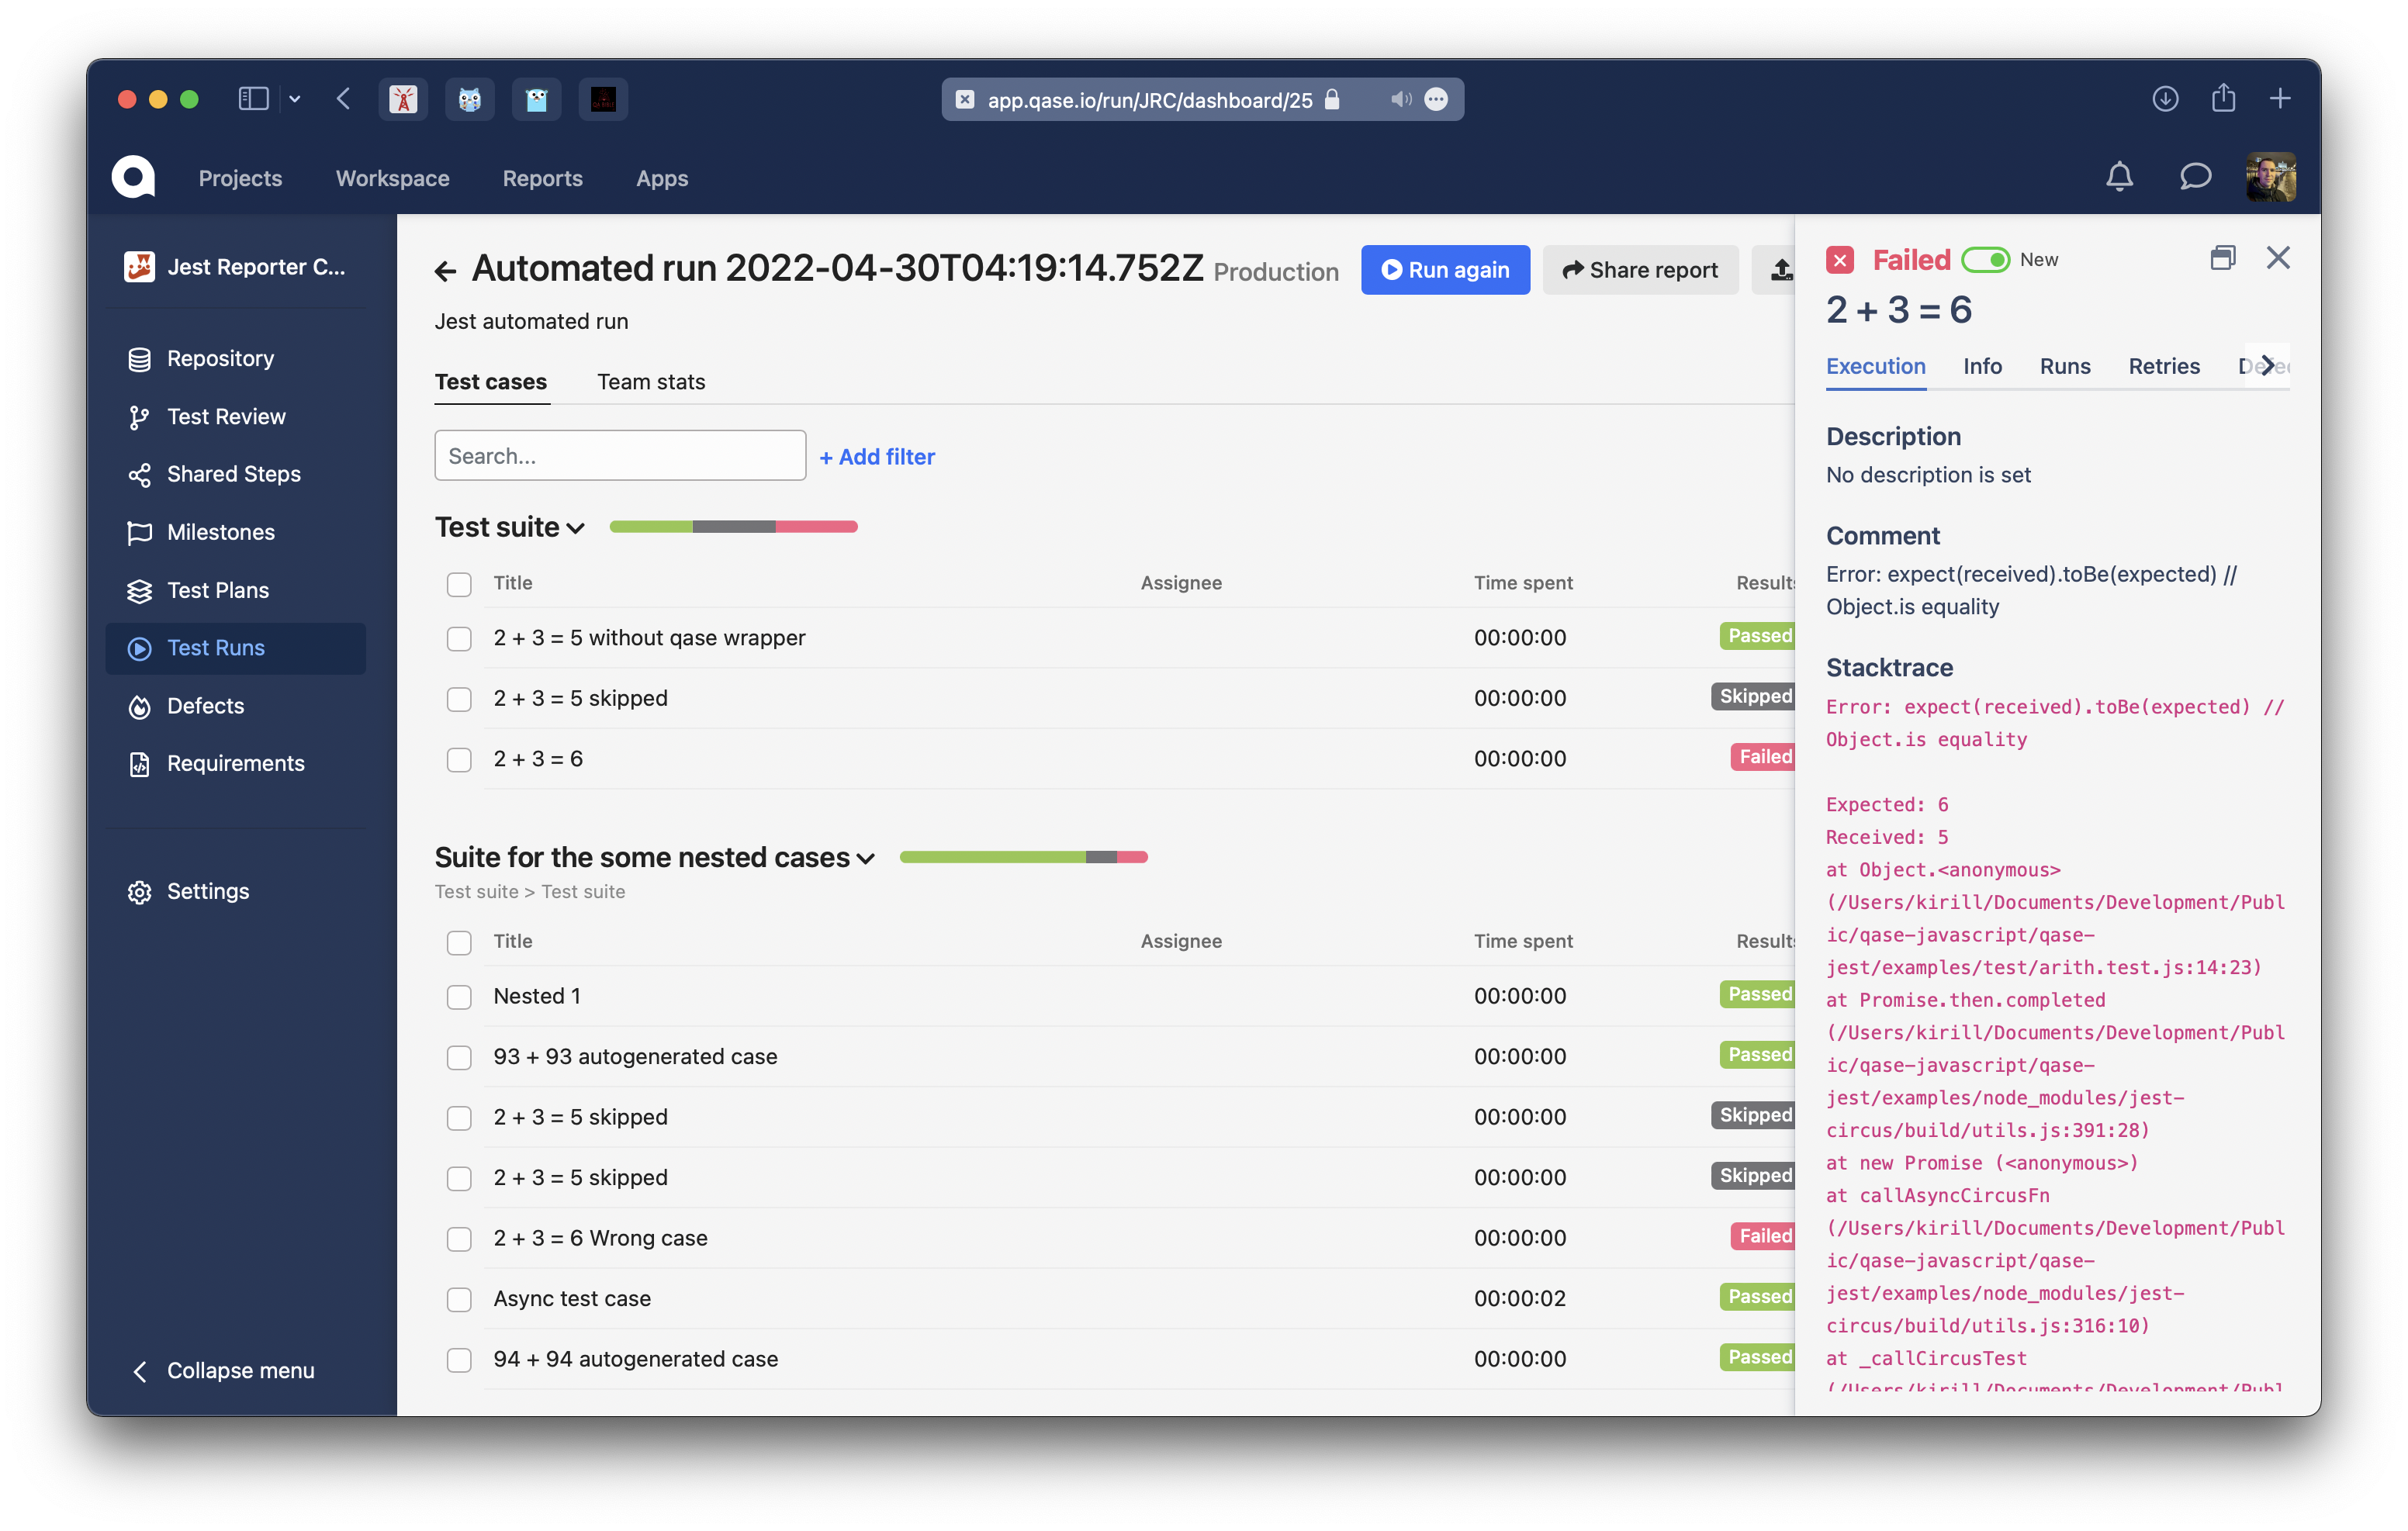 app.qase.io/run/JRC/dashboard/25
Projects
Workspace
Reports
Apps
Jest Reporter C...
Repository
Test Review
Shared Steps
Milestones
Test Plans
Test Runs
Defects
Requirements
Settings
Collapse menu
Automated run 2022-04-30T04:19:14.752Z Production
Run again
Share report
Jest automated run
Test cases
Team stats
Search...
+ Add filter
Test suite
Title Assignee Time spent Results
2 + 3 = 5 without qase wrapper 00:00:00 Passed
2 + 3 = 5 skipped 00:00:00 Skipped
2 + 3 = 6 00:00:00 Failed
Suite for the some nested cases
Test suite > Test suite
Title Assignee Time spent Results
Nested 1 00:00:00 Passed
93 + 93 autogenerated case 00:00:00 Passed
2 + 3 = 5 skipped 00:00:00 Skipped
2 + 3 = 5 skipped 00:00:00 Skipped
2 + 3 = 6 Wrong case 00:00:00 Failed
Async test case 00:00:02 Passed
94 + 94 autogenerated case 00:00:00 Passed
Failed New
2 + 3 = 6
Execution Info Runs Retries
Description
No description is set
Comment
Error: expect(received).toBe(expected) //
Object.is equality
Stacktrace
Error: expect(received).toBe(expected) //
Object.is equality
Expected: 6
Received: 5
at Object.<anonymous>
(/Users/kirill/Documents/Development/Publ
ic/qase-javascript/qase-
jest/examples/test/arith.test.js:14:23)
at Promise.then.completed
(/Users/kirill/Documents/Development/Publ
ic/qase-javascript/qase-
jest/examples/node_modules/jest-
circus/build/utils.js:391:28)
at new Promise (<anonymous>)
at callAsyncCircusFn
(/Users/kirill/Documents/Development/Publ
ic/qase-javascript/qase-
jest/examples/node_modules/jest-
circus/build/utils.js:316:10)
at _callCircusTest
(/Users/kirill/Documents/Development/Publ